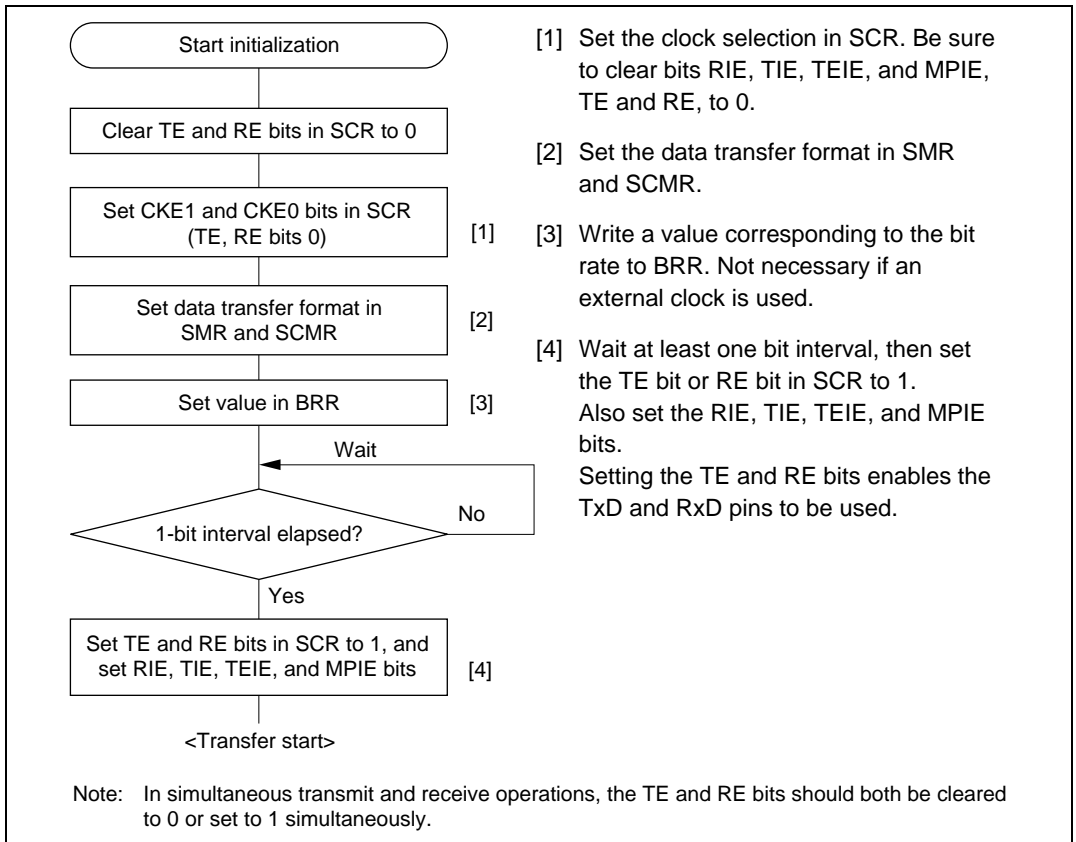 Start initialization
Clear TE and RE bits in SCR to 0
Set CKE1 and CKE0 bits in SCR
(TE, RE bits 0)
[1]
Set data transfer format in
SMR and SCMR
[2]
Set value in BRR
[3]
Wait
No
1-bit interval elapsed?
Yes
Set TE and RE bits in SCR to 1, and
set RIE, TIE, TEIE, and MPIE bits
[4]
<Transfer start>
[1] Set the clock selection in SCR. Be sure
to clear bits RIE, TIE, TEIE, and MPIE,
TE and RE, to 0.
[2] Set the data transfer format in SMR
and SCMR.
[3] Write a value corresponding to the bit
rate to BRR. Not necessary if an
external clock is used.
[4] Wait at least one bit interval, then set
the TE bit or RE bit in SCR to 1.
Also set the RIE, TIE, TEIE, and MPIE
bits.
Setting the TE and RE bits enables the
TxD and RxD pins to be used.
Note: In simultaneous transmit and receive operations, the TE and RE bits should both be cleared
to 0 or set to 1 simultaneously.